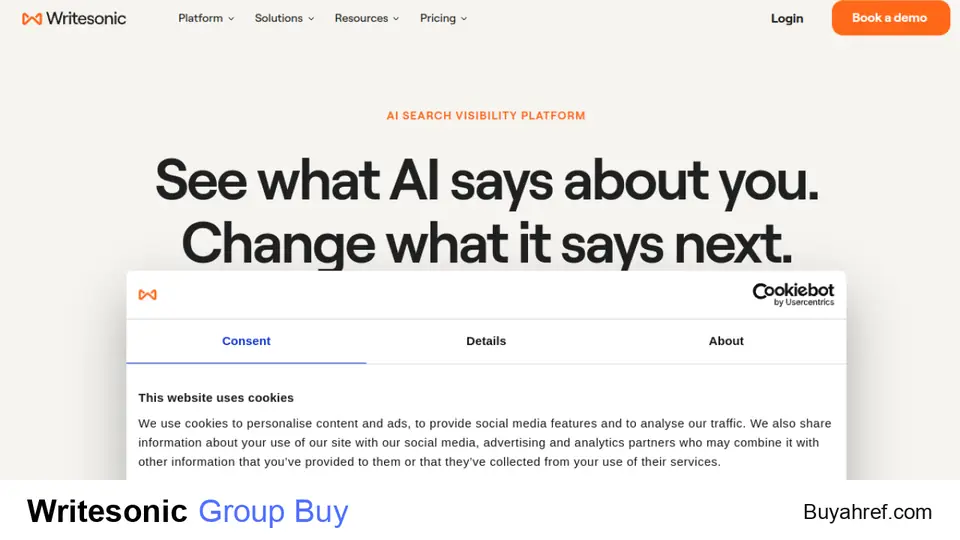 Writesonic Platform Solutions Resources Pricing Login Book a demo
AI SEARCH VISIBILITY PLATFORM
See what AI says about you.
Change what it says next.
Cookiebot
by Usercentrics
Consent Details About
This website uses cookies
We use cookies to personalise content and ads, to provide social media features and to analyse our traffic. We also share
information about your use of our site with our social media, advertising and analytics partners who may combine it with
other information that you’ve provided to them or that they’ve collected from your use of their services.
Writesonic Group Buy Buyahref.com